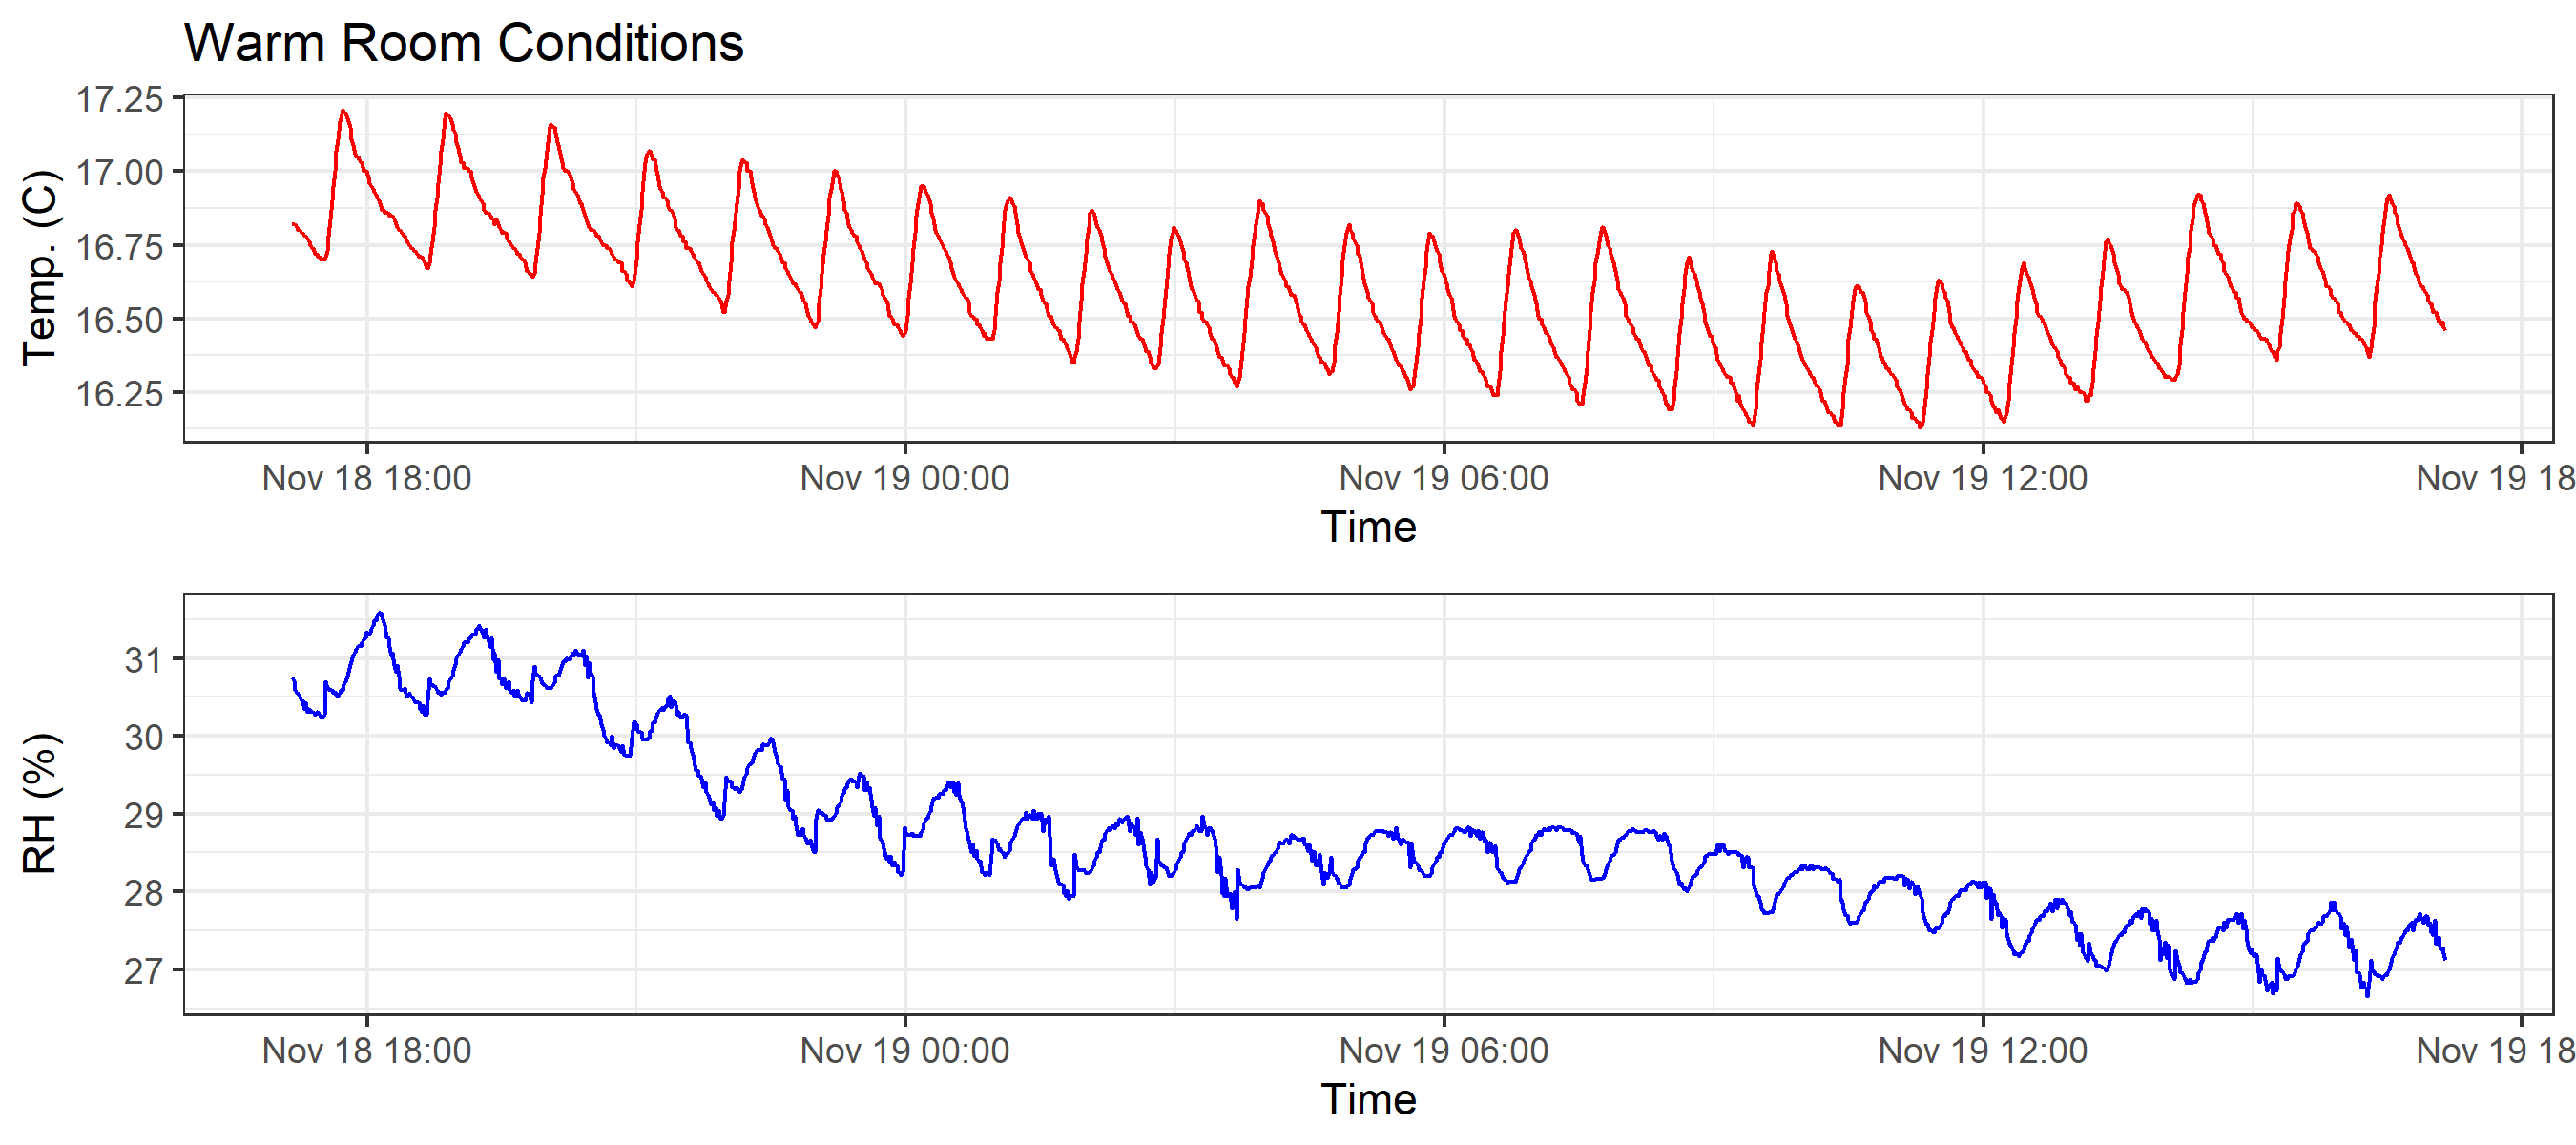 Warm Room Conditions
17.25
17.00
16.75
16.50
16.25
Temp. (C)
Nov 18 18:00 Nov 19 00:00 Nov 19 06:00 Nov 19 12:00 Nov 19 18
Time
31
30
29
28
27
RH (%)
Nov 18 18:00 Nov 19 00:00 Nov 19 06:00 Nov 19 12:00 Nov 19 18
Time